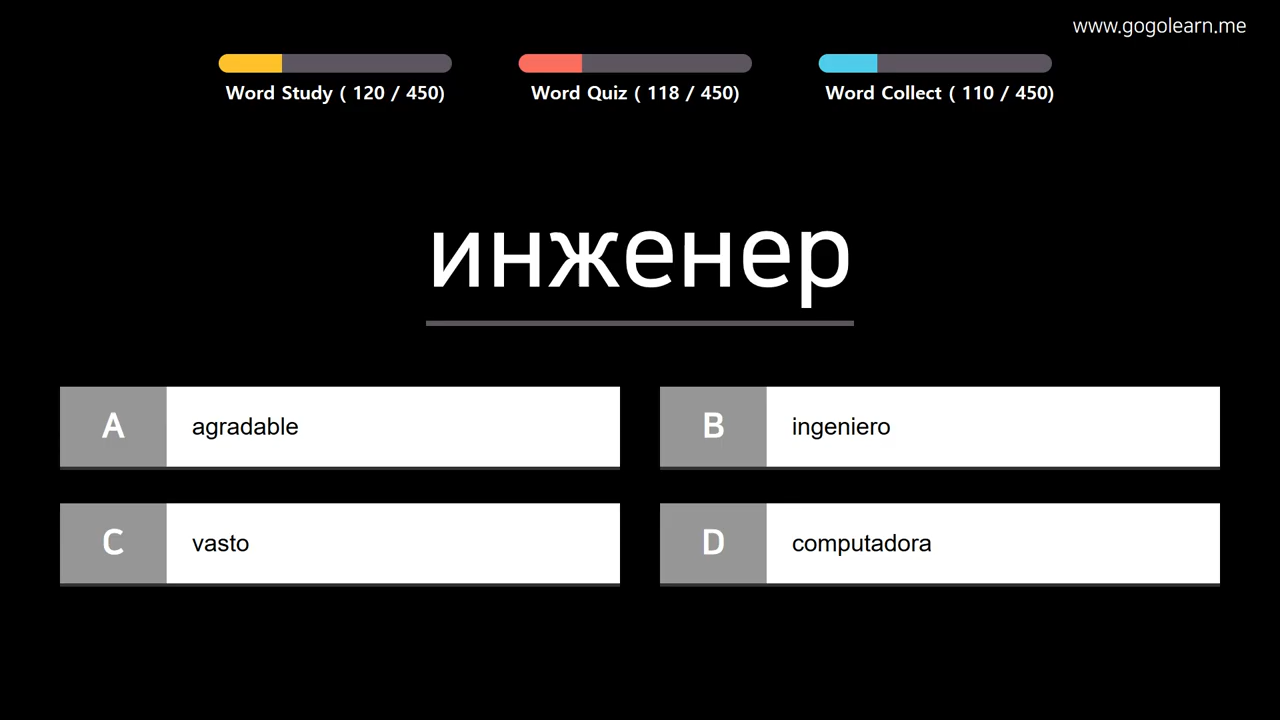 www.gogolearn.me
Word Study ( 120 / 450)
Word Quiz ( 118 / 450)
Word Collect ( 110 / 450)
инженер
A agradable
B ingeniero
C vasto
D computadora